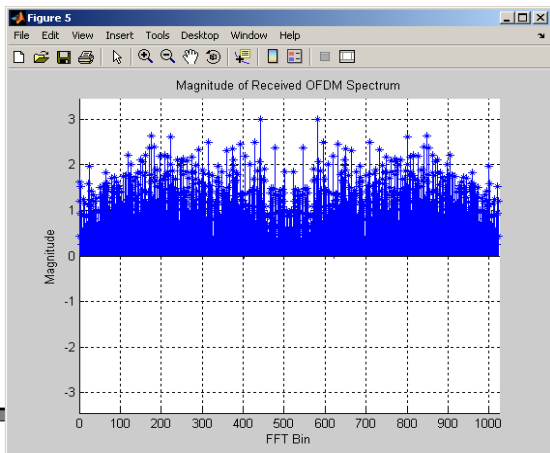 Figure 5
File Edit View Insert Tools Desktop Window Help
Magnitude of Received OFDM Spectrum
3
2
1
0
-1
-2
-3
Magnitude
0 100 200 300 400 500 600 700 800 900 1000
FFT Bin